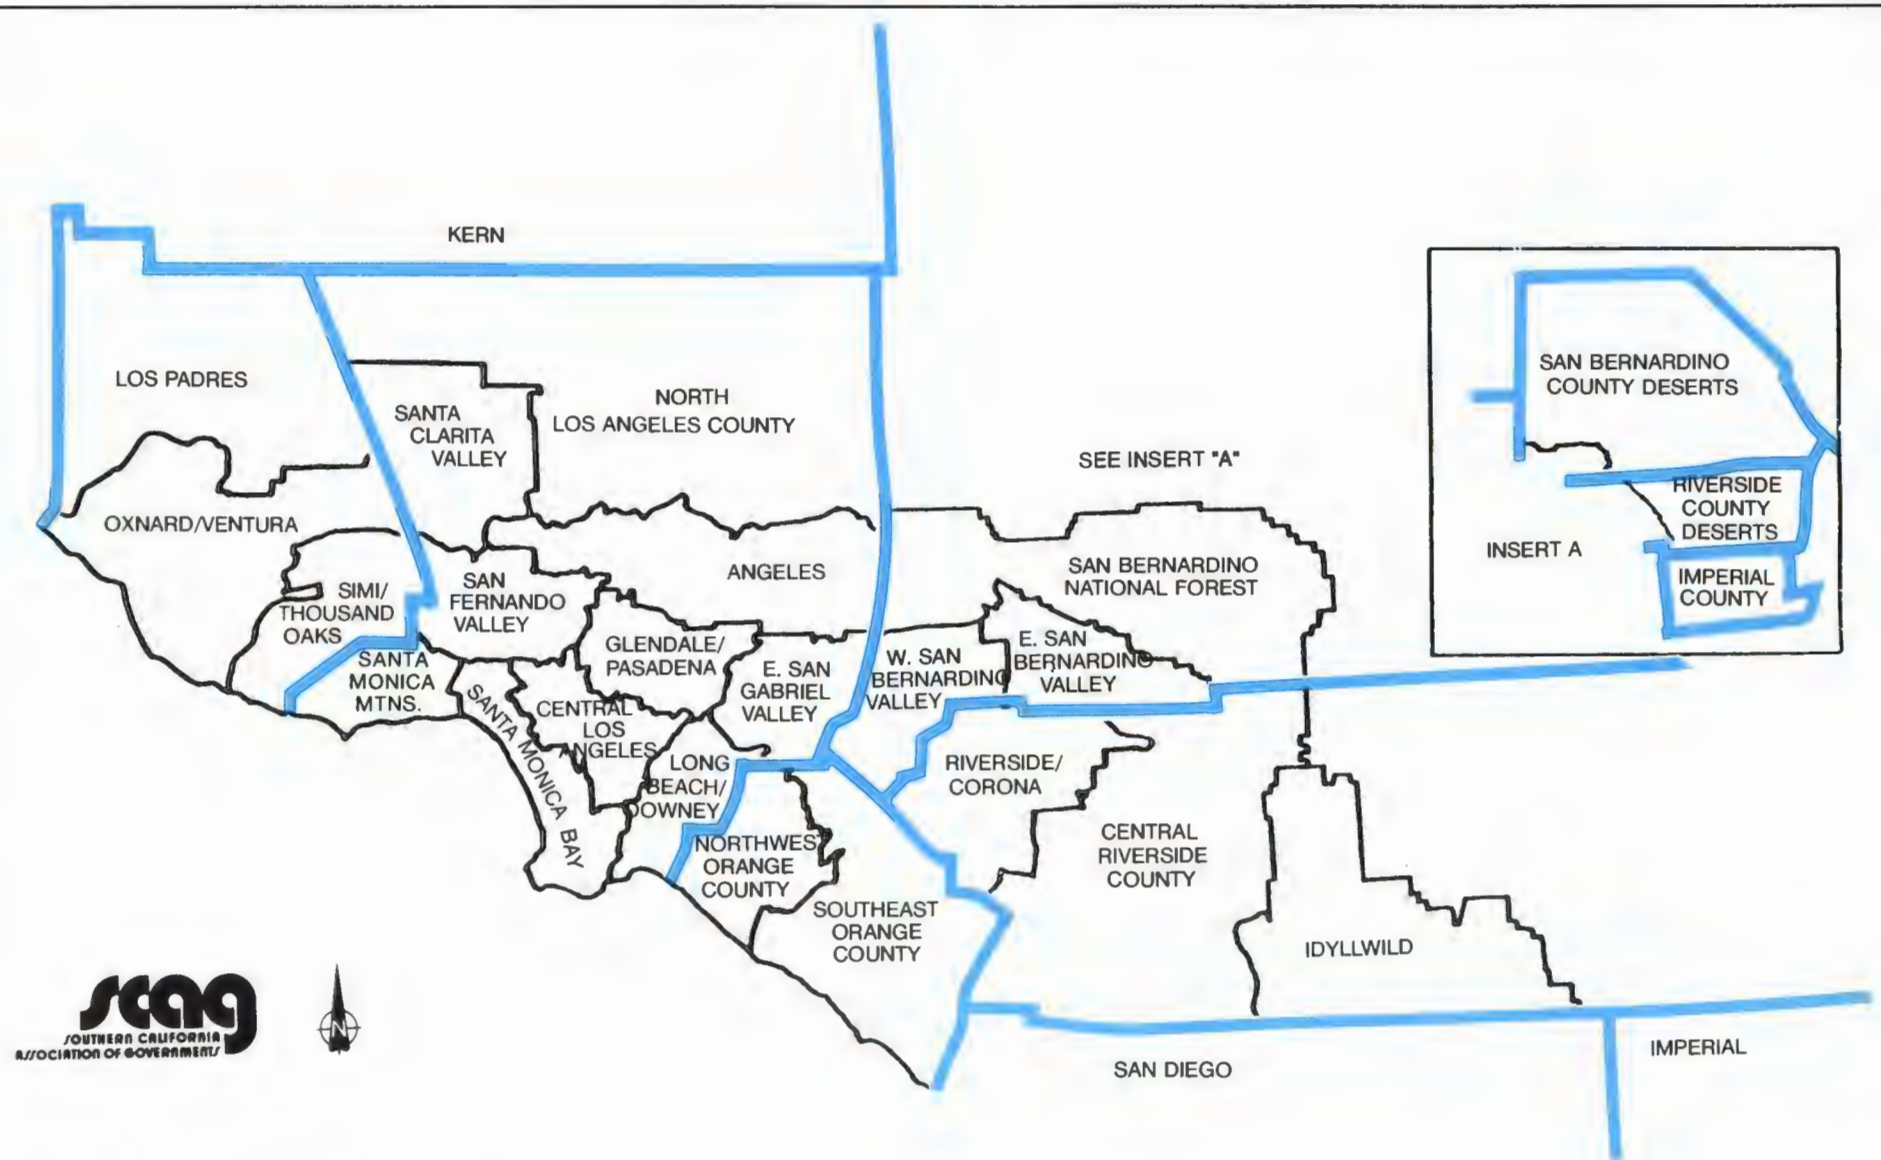 KERN
LOS PADRES
SANTA
CLARITA
VALLEY
NORTH
LOS ANGELES COUNTY
SEE INSERT "A"
OXNARD/VENTURA
SIMI/
THOUSAND
OAKS
SAN
FERNANDO
VALLEY
ANGELES
SAN BERNARDINO
NATIONAL FOREST
SANTA
MONICA
MTNS.
GLENDALE/
PASADENA
E. SAN
GABRIEL
VALLEY
W. SAN
BERNARDINO
VALLEY
E. SAN
BERNARDINO
VALLEY
SANTA MONICA BAY
CENTRAL
LOS
ANGELES
LONG
BEACH/
DOWNEY
RIVERSIDE/
CORONA
NORTHWEST
ORANGE
COUNTY
CENTRAL
RIVERSIDE
COUNTY
SOUTHEAST
ORANGE
COUNTY
IDYLLWILD
SAN DIEGO
IMPERIAL
SAN BERNARDINO
COUNTY DESERTS
RIVERSIDE
COUNTY
DESERTS
INSERT A
IMPERIAL
COUNTY
scag
SOUTHERN CALIFORNIA
ASSOCIATION OF GOVERNMENTS
N